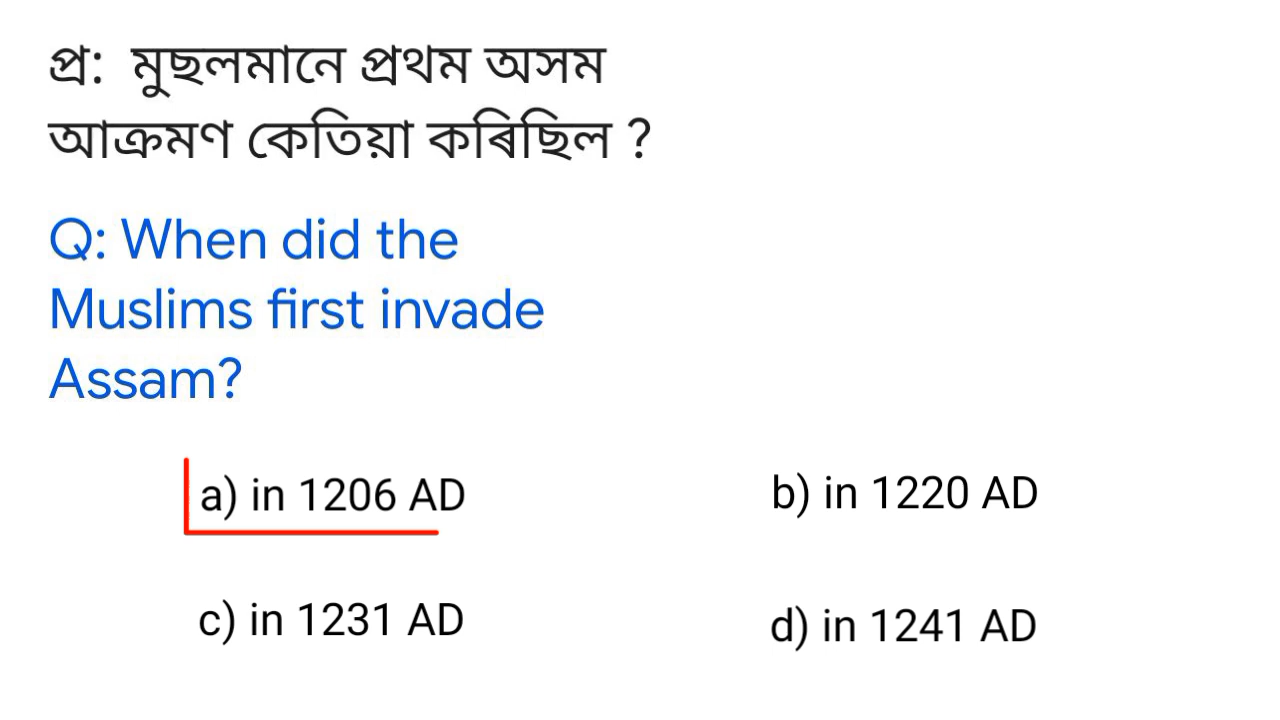 প্ৰ: মুছলমানে প্ৰথম অসম
আক্ৰমণ কেতিয়া কৰিছিল ?
Q: When did the
Muslims first invade
Assam?
a) in 1206 AD
b) in 1220 AD
c) in 1231 AD
d) in 1241 AD